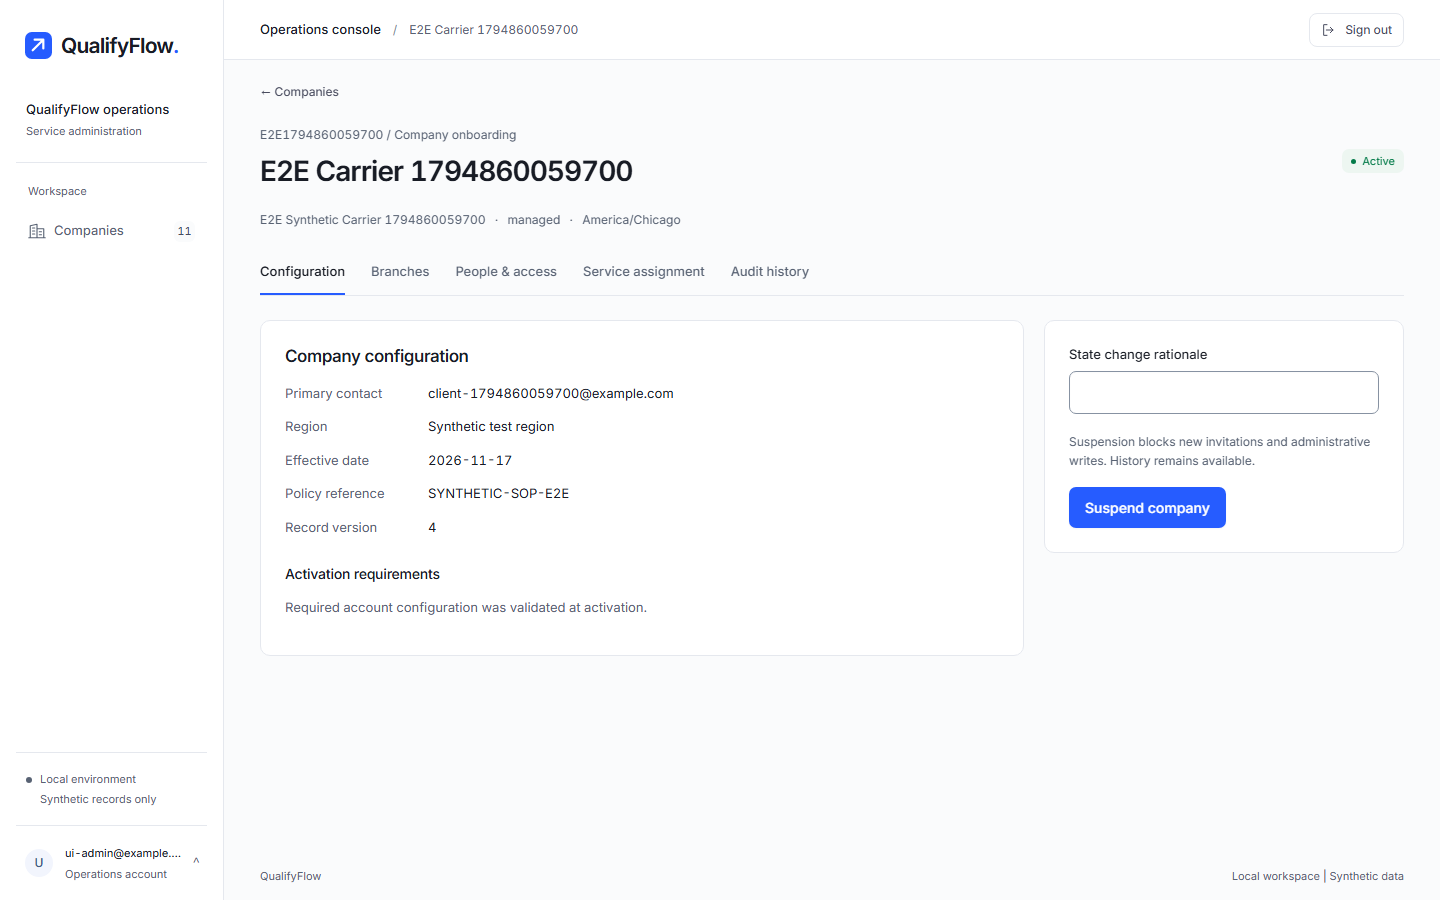 QualifyFlow.
QualifyFlow operations
Service administration
Workspace
Companies 11
Local environment
Synthetic records only
U
ui-admin@example....
Operations account
^
Operations console / E2E Carrier 1794860059700
Sign out
← Companies
E2E1794860059700 / Company onboarding
E2E Carrier 1794860059700
Active
E2E Synthetic Carrier 1794860059700 · managed · America/Chicago
Configuration Branches People & access Service assignment Audit history
Company configuration
Primary contact client-1794860059700@example.com
Region Synthetic test region
Effective date 2026-11-17
Policy reference SYNTHETIC-SOP-E2E
Record version 4
Activation requirements
Required account configuration was validated at activation.
State change rationale
Suspension blocks new invitations and administrative
writes. History remains available.
Suspend company
QualifyFlow
Local workspace | Synthetic data